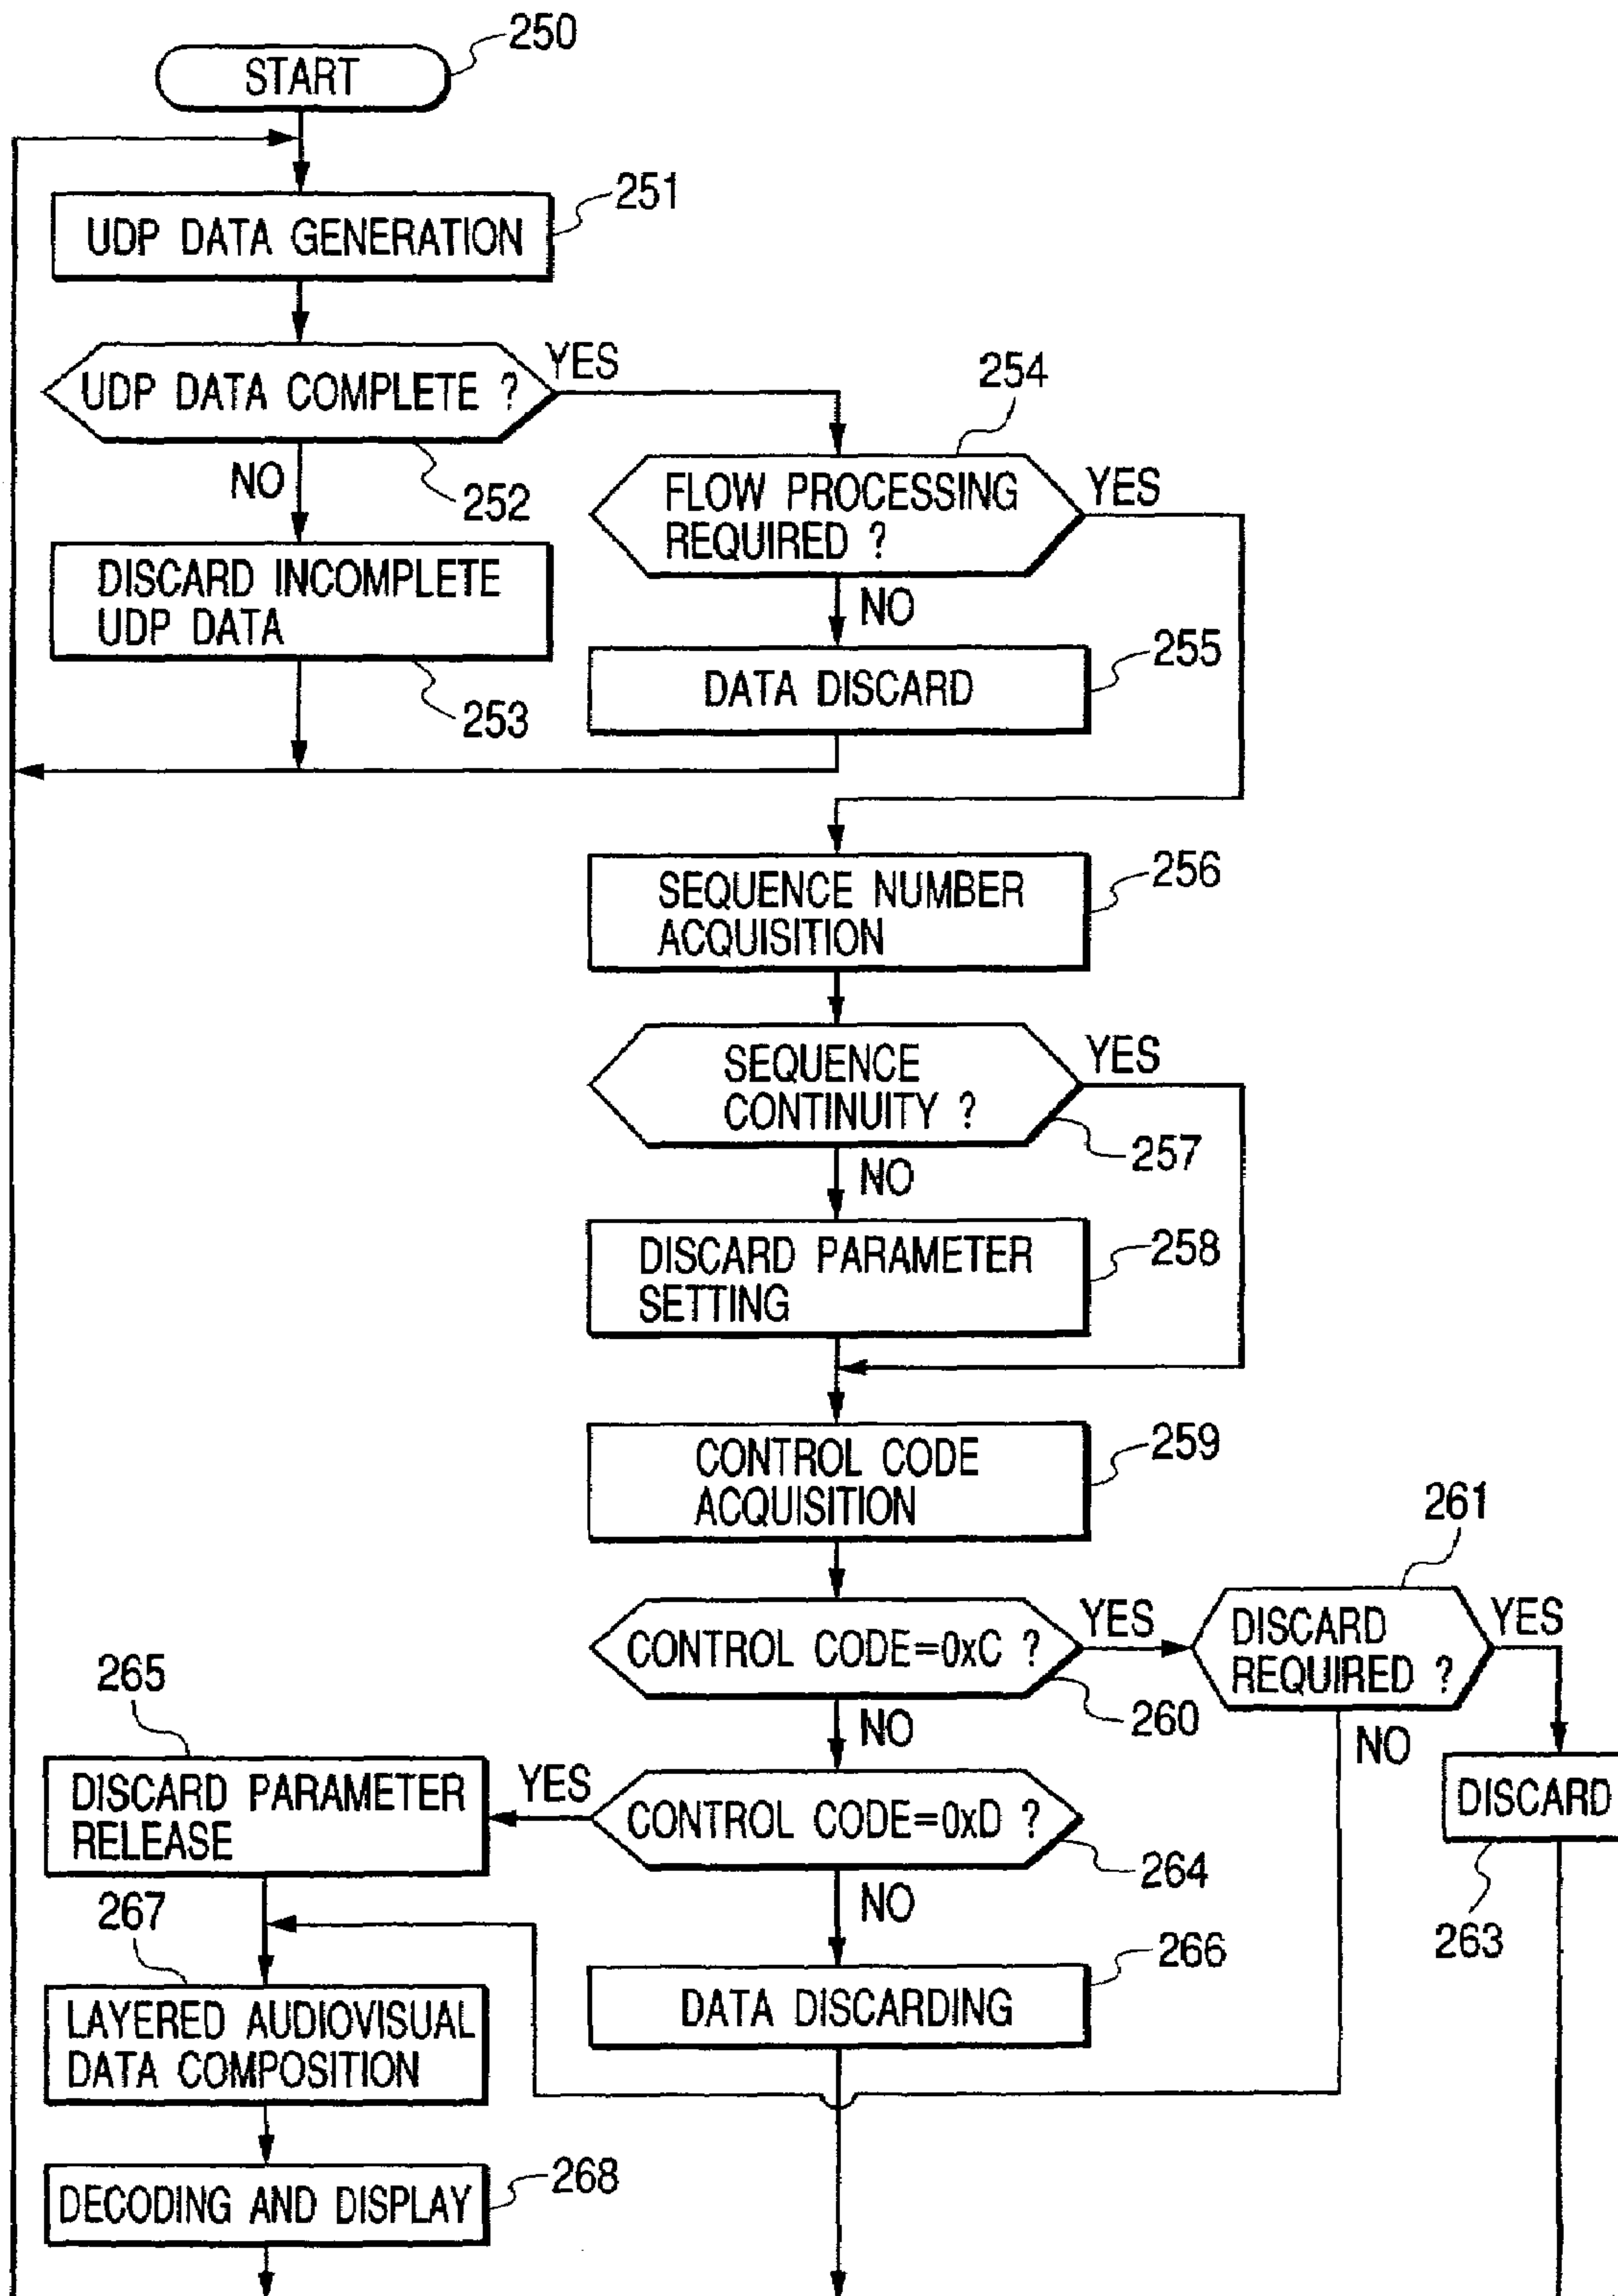 250
START
251
UDP DATA GENERATION
UDP DATA COMPLETE ?
YES
252
NO
254
FLOW PROCESSING
REQUIRED ?
YES
NO
DISCARD INCOMPLETE
UDP DATA
253
255
DATA DISCARD
256
SEQUENCE NUMBER
ACQUISITION
SEQUENCE
CONTINUITY ?
YES
257
NO
DISCARD PARAMETER
SETTING
258
CONTROL CODE
ACQUISITION
259
CONTROL CODE=0xC ?
YES
260
NO
261
DISCARD
REQUIRED ?
YES
NO
DISCARD
263
265
DISCARD PARAMETER
RELEASE
YES
CONTROL CODE=0xD ?
264
NO
267
LAYERED AUDIOVISUAL
DATA COMPOSITION
266
DATA DISCARDING
DECODING AND DISPLAY
268